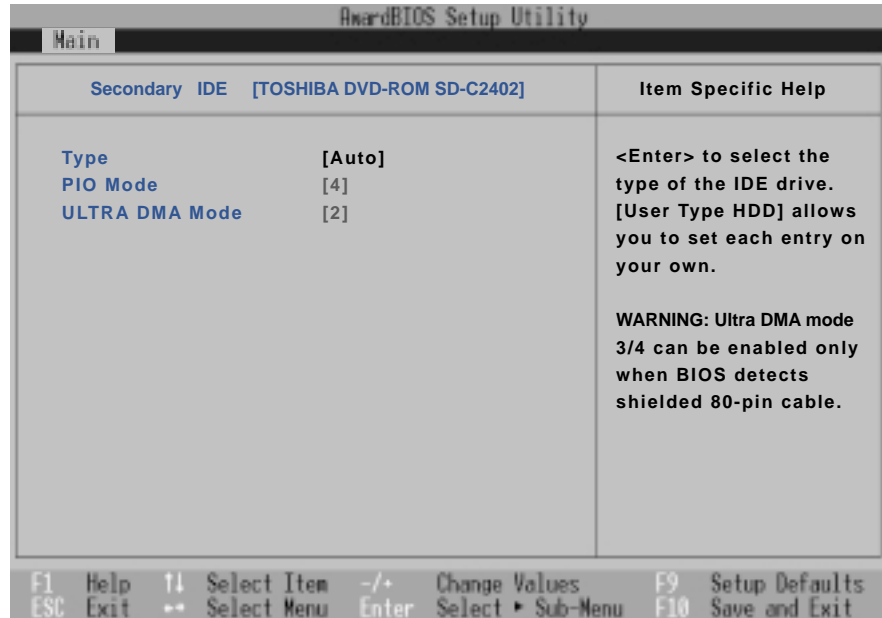 AwardBIOS Setup Utility
Main
Secondary IDE [TOSHIBA DVD-ROM SD-C2402]
Item Specific Help
Type [Auto]
PIO Mode [4]
ULTRA DMA Mode [2]
<Enter> to select the
type of the IDE drive.
[User Type HDD] allows
you to set each entry on
your own.
WARNING: Ultra DMA mode
3/4 can be enabled only
when BIOS detects
shielded 80-pin cable.
F1 Help ↑↓ Select Item -/+ Change Values F9 Setup Defaults
ESC Exit ←→ Select Menu Enter Select ▸ Sub-Menu F10 Save and Exit